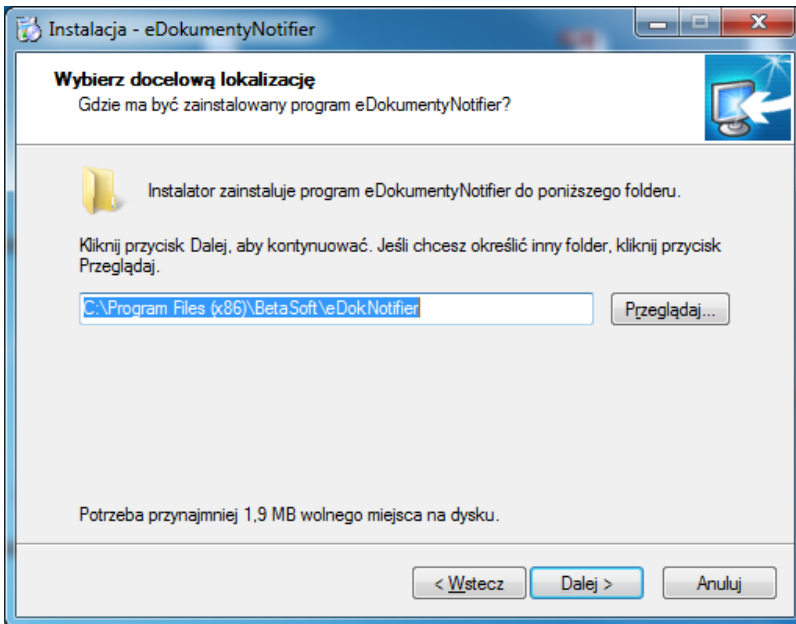 Instalacja - eDokumentyNotifier
Wybierz docelową lokalizację
Gdzie ma być zainstalowany program eDokumentyNotifier?
Instalator zainstaluje program eDokumentyNotifier do poniższego folderu.
Kliknij przycisk Dalej, aby kontynuować. Jeśli chcesz określić inny folder, kliknij przycisk
Przeglądaj.
C:\Program Files (x86)\BetaSoft\eDokNotifier
Przeglądaj...
Potrzeba przynajmniej 1,9 MB wolnego miejsca na dysku.
< Wstecz
Dalej >
Anuluj